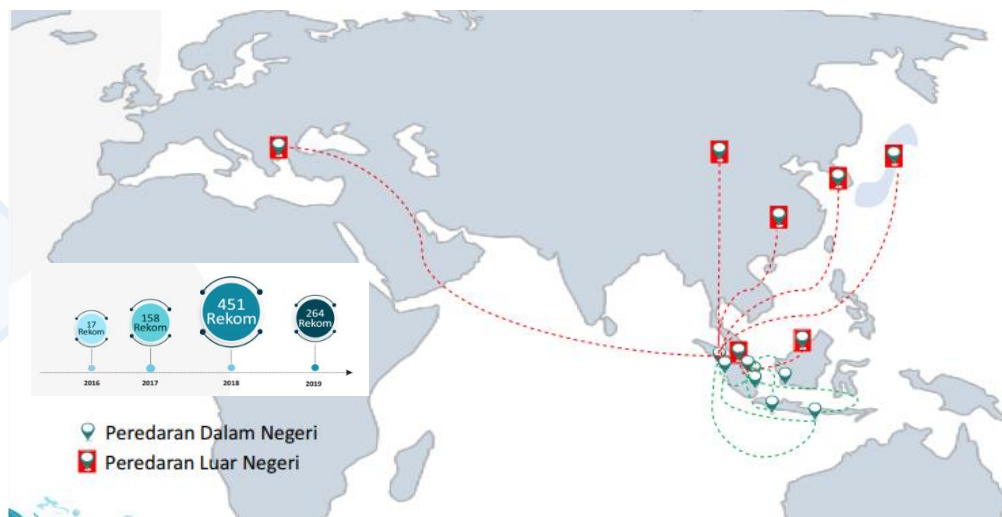 17
Rekom
158
Rekom
451
Rekom
264
Rekom
2016
2017
2018
2019
Peredaran Dalam Negeri
Peredaran Luar Negeri